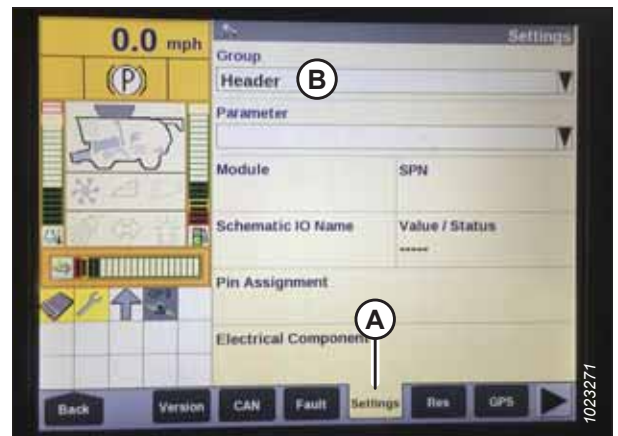 0.0 mph
Settings
Group
(P)
Header
B
Parameter
Module
SPN
Schematic IO Name
Value / Status
-----
Pin Assignment
A
Electrical Component
Back
Version
CAN
Fault
Settings
Res
GPS
1023271